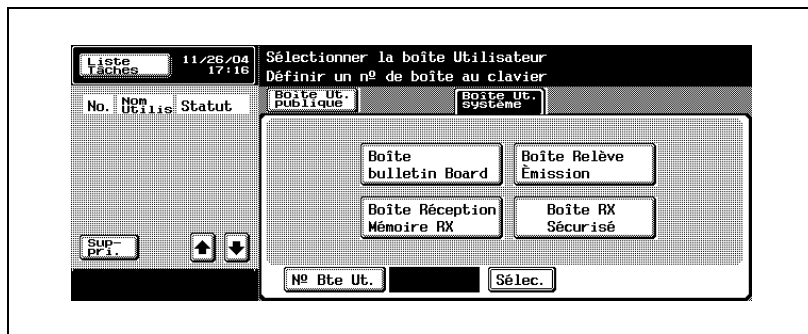 Liste
Tâches
11/26/04
17:16
Sélectionner la boîte Utilisateur
Définir un nº de boîte au clavier
No. Nom Utilis Statut
Boîte Ut.
publique
Boîte Ut.
système
Boîte
bulletin Board
Boîte Relève
Èmission
Boîte Réception
Mémoire RX
Boîte RX
Sécurisé
Sup-
pri.
Nº Bte Ut.
Sélec.